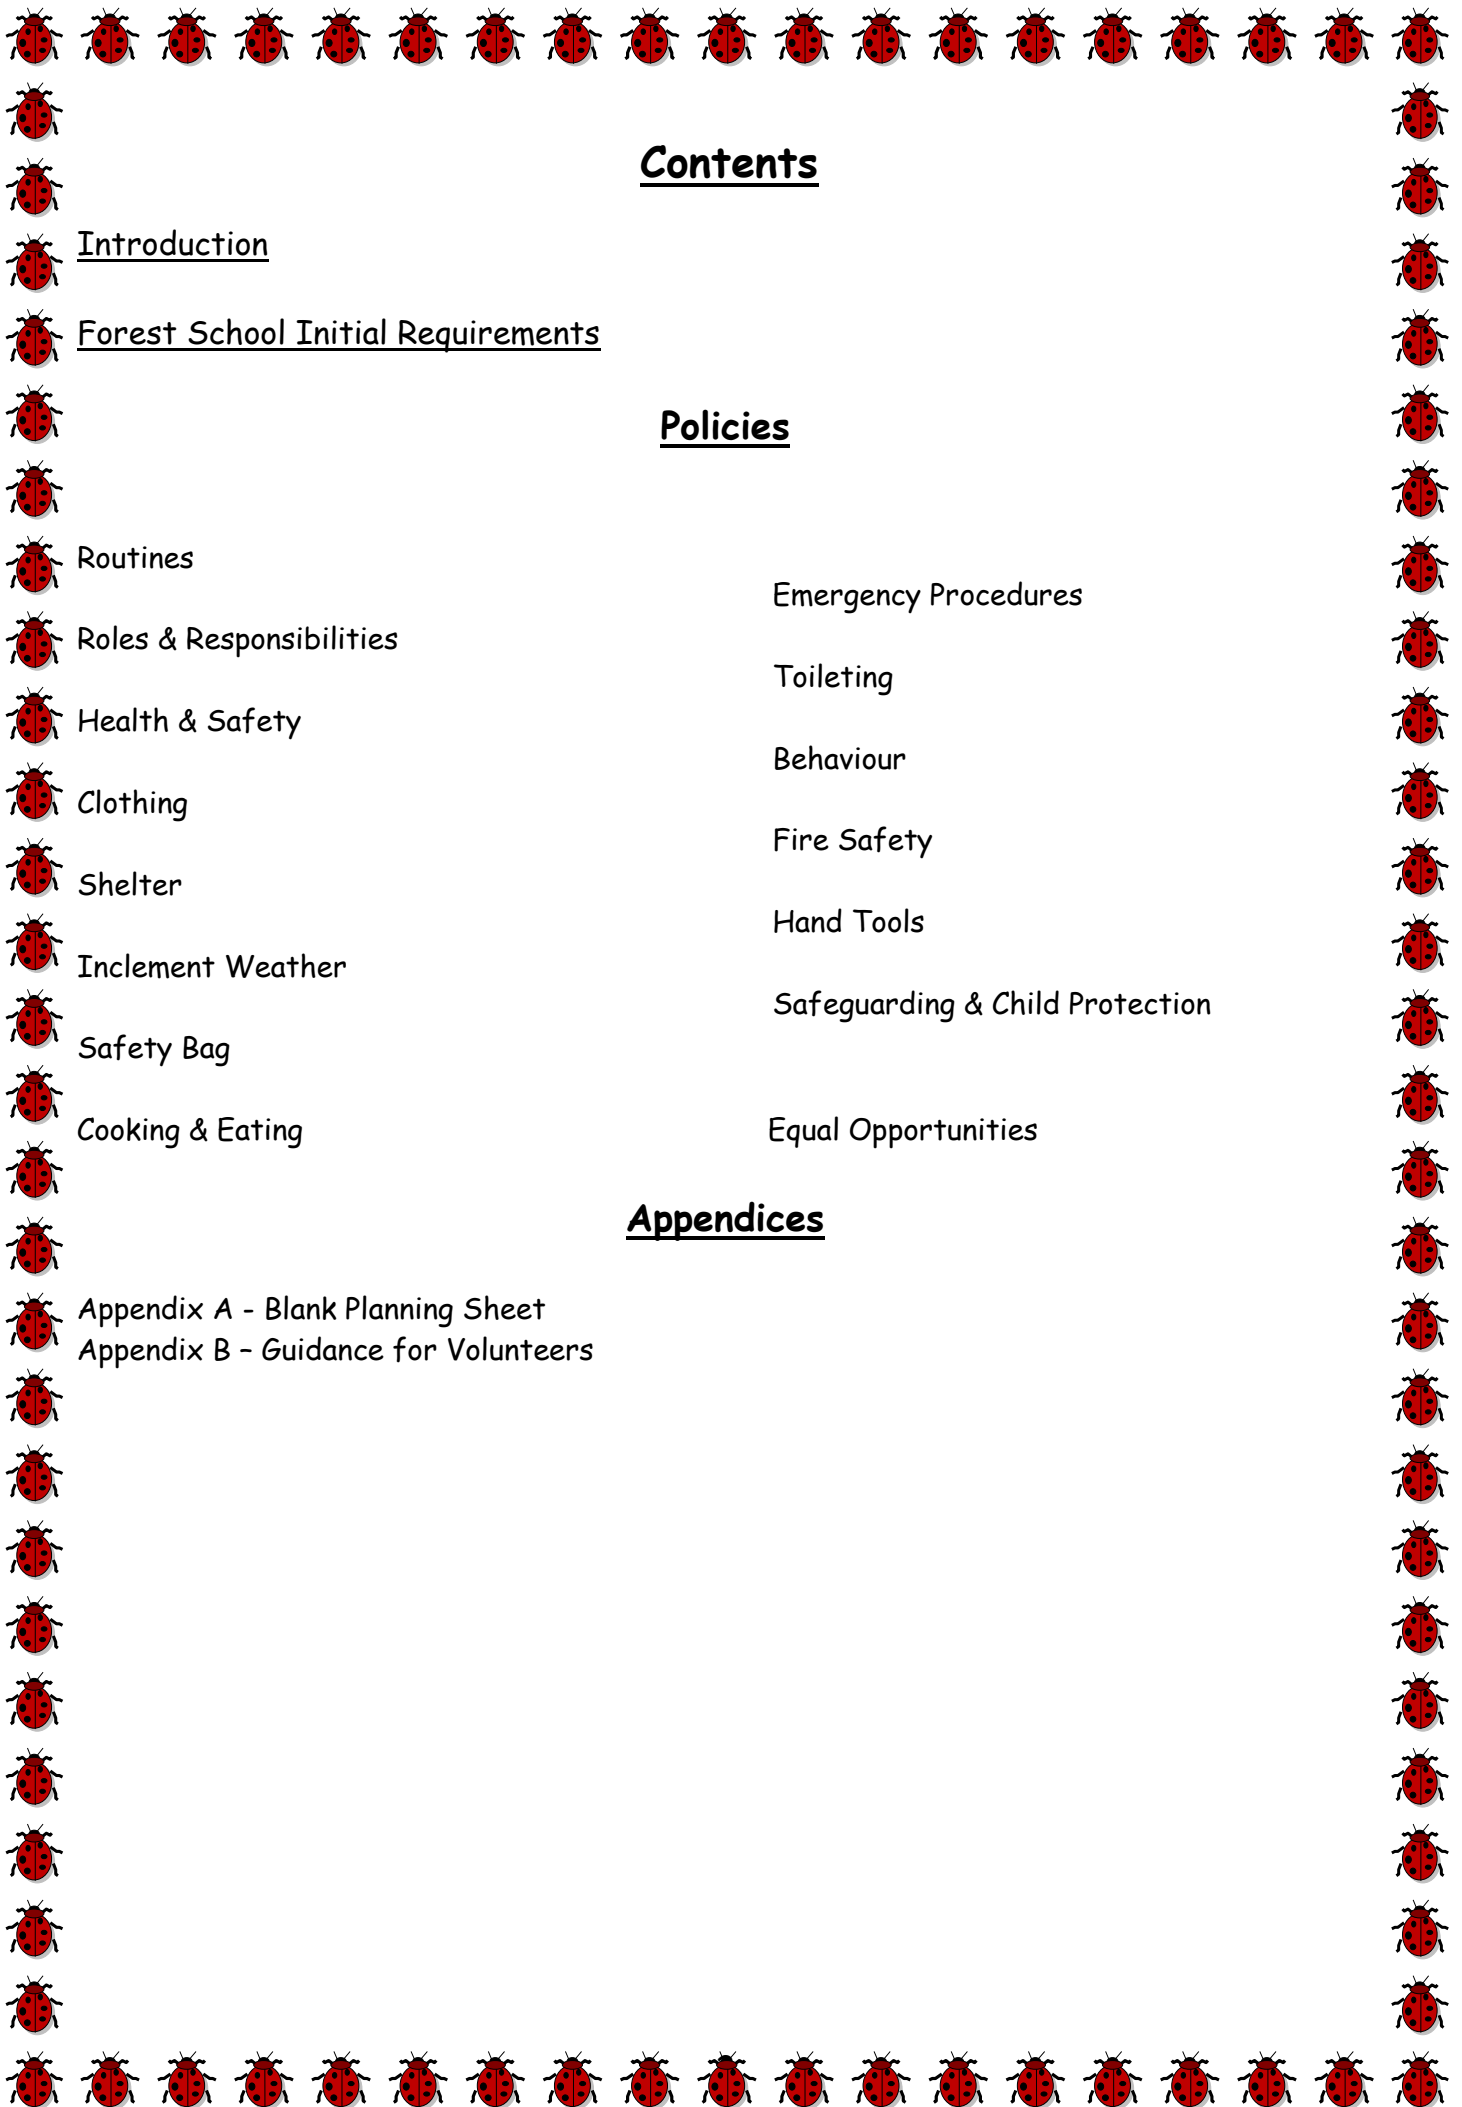 Contents
Introduction
Forest School Initial Requirements
Policies
Routines
Roles & Responsibilities
Health & Safety
Clothing
Shelter
Inclement Weather
Safety Bag
Cooking & Eating
Emergency Procedures
Toileting
Behaviour
Fire Safety
Hand Tools
Safeguarding & Child Protection
Equal Opportunities
Appendices
Appendix A - Blank Planning Sheet
Appendix B – Guidance for Volunteers